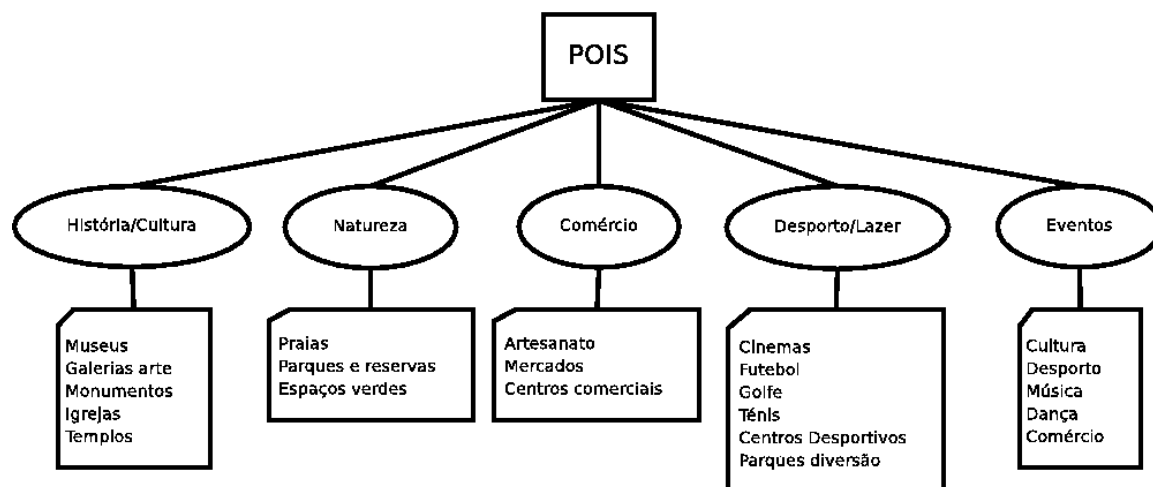 POIS
História/Cultura
Natureza
Comércio
Desporto/Lazer
Eventos
Museus
Galerias arte
Monumentos
Igrejas
Templos
Praias
Parques e reservas
Espaços verdes
Artesanato
Mercados
Centros comerciais
Cinemas
Futebol
Golfe
Ténis
Centros Desportivos
Parques diversão
Cultura
Desporto
Música
Dança
Comércio